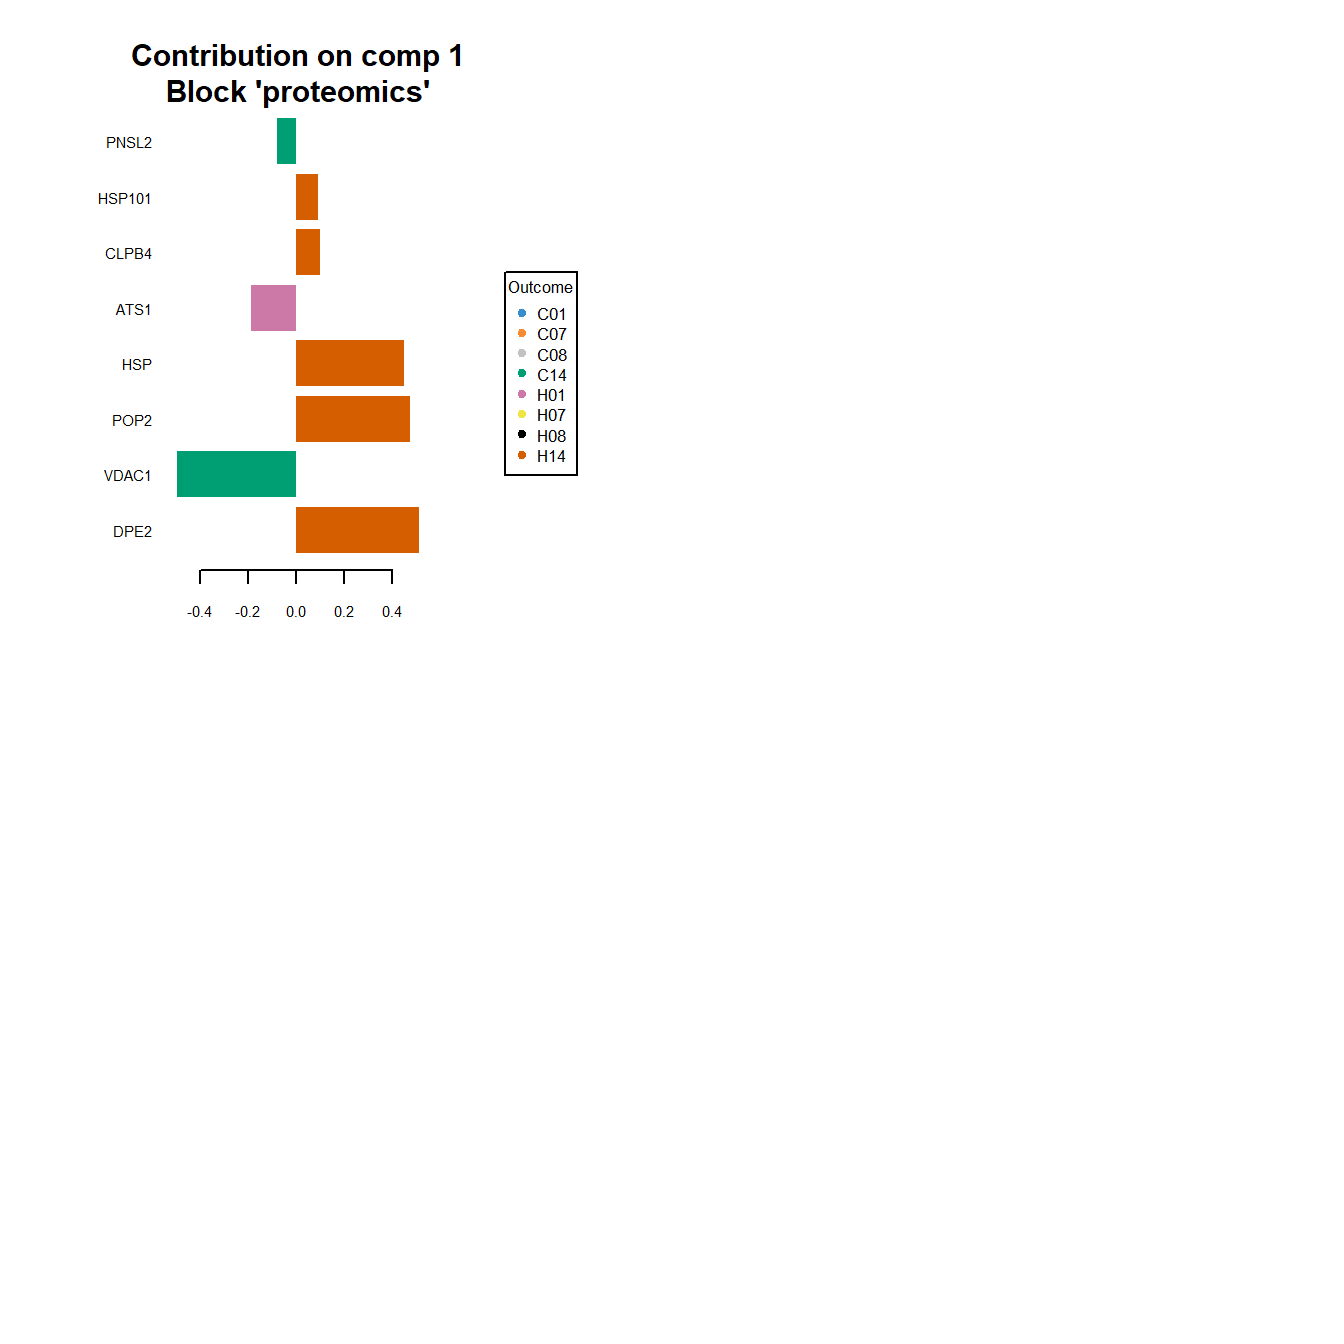 Contribution on comp 1
Block 'proteomics'
PNSL2
HSP101
CLPB4
ATS1
HSP
POP2
VDAC1
DPE2
-0.4 -0.2 0.0 0.2 0.4
Outcome
C01
C07
C08
C14
H01
H07
H08
H14